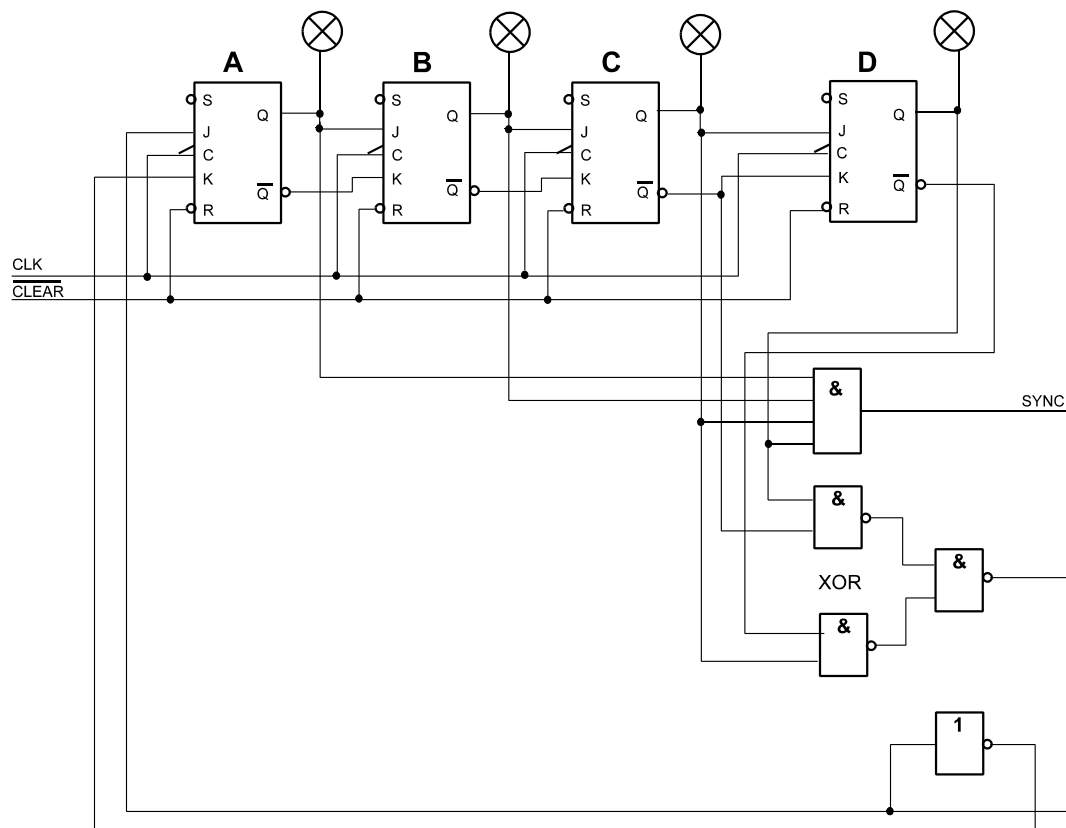 A B C D
S S S S
Q Q Q Q
J J J J
C C C C
K K K K
Q Q Q Q
R R R R
CLK
CLEAR
&
SYNC
&
&
XOR
&
1